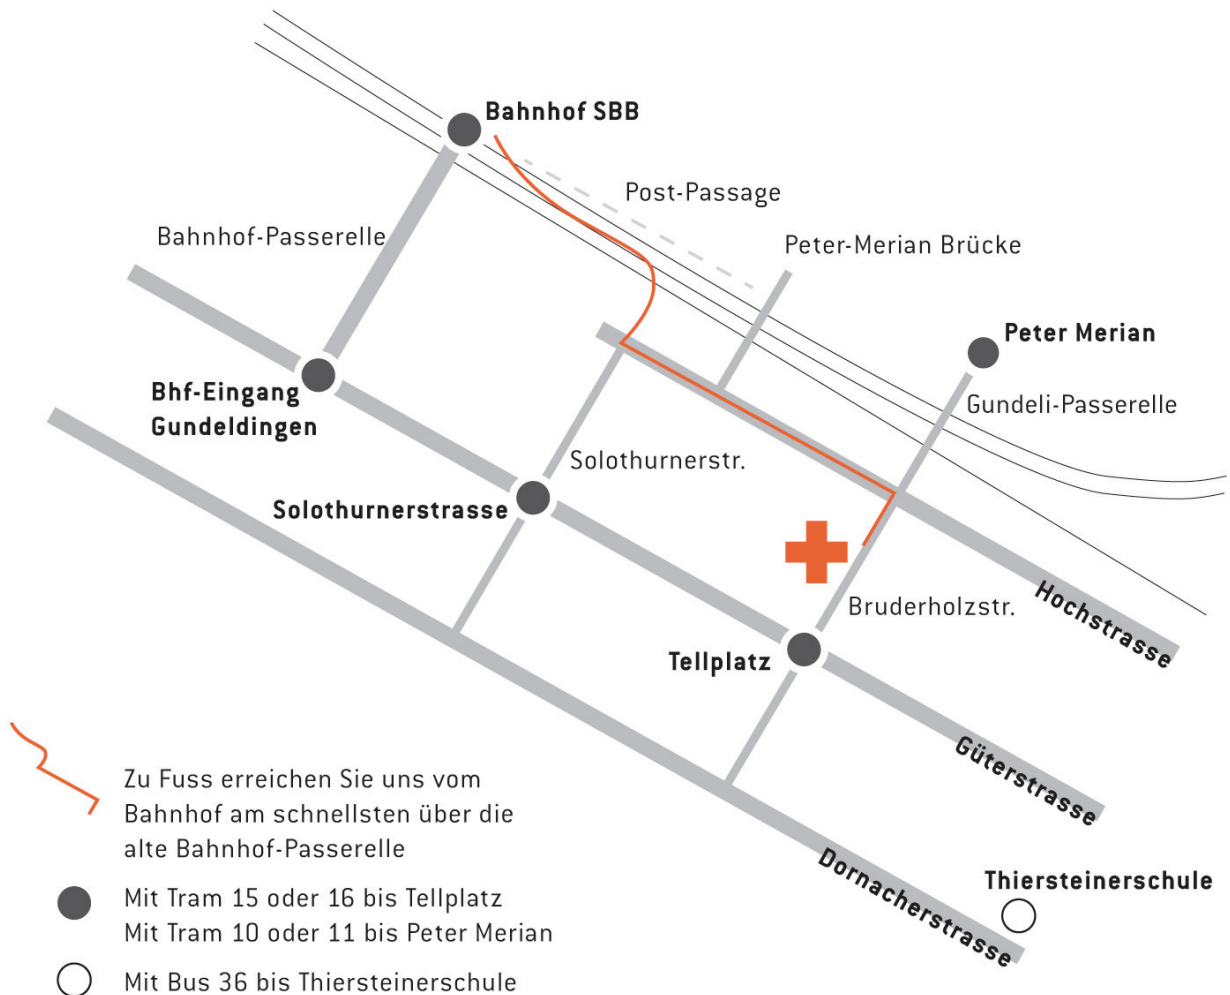 Bahnhof SBB
Post-Passage
Bahnhof-Passerelle
Peter-Merian Brücke
Peter Merian
Bhf-Eingang
Gundeldingen
Gundeli-Passerelle
Solothurnerstr.
Solothurnerstrasse
Bruderholzstr.
Hochstrasse
Tellplatz
Güterstrasse
Dornacherstrasse
Thiersteinerschule
Zu Fuss erreichen Sie uns vom
Bahnhof am schnellsten über die
alte Bahnhof-Passerelle
Mit Tram 15 oder 16 bis Tellplatz
Mit Tram 10 oder 11 bis Peter Merian
Mit Bus 36 bis Thiersteinerschule